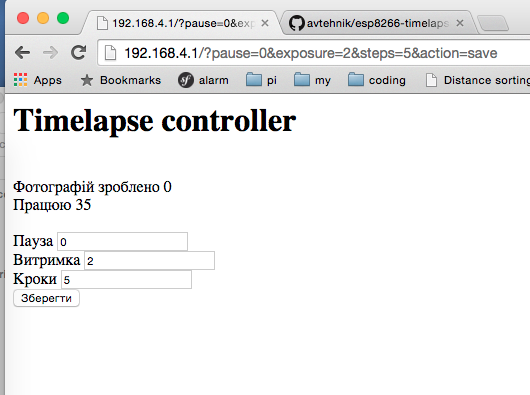 192.168.4.1/?pause=0&exp
avtehnik/esp8266-timelaps
192.168.4.1/?pause=0&exposure=2&steps=5&action=save
Apps Bookmarks alarm pi my coding Distance sorting
Timelapse controller
Фотографій зроблено 0
Працюю 35
Пауза 0
Витримка 2
Кроки 5
Зберегти